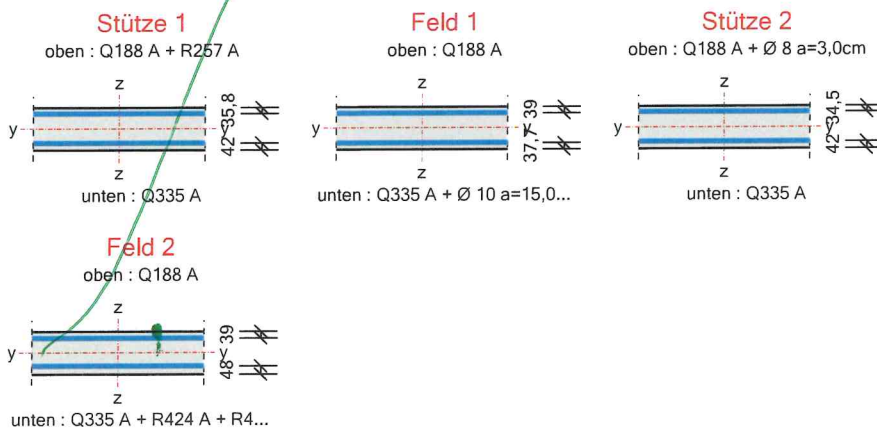 Stütze 1
oben : Q188 A + R257 A
z
y
y
35,8
42
z
unten : Q335 A
Feld 1
oben : Q188 A
z
y
y
39
37,7
z
unten : Q335 A + Ø 10 a=15,0...
Stütze 2
oben : Q188 A + Ø 8 a=3,0cm
z
y
y
34,5
42
z
unten : Q335 A
Feld 2
oben : Q188 A
z
y
y
39
48
z
unten : Q335 A + R424 A + R4...